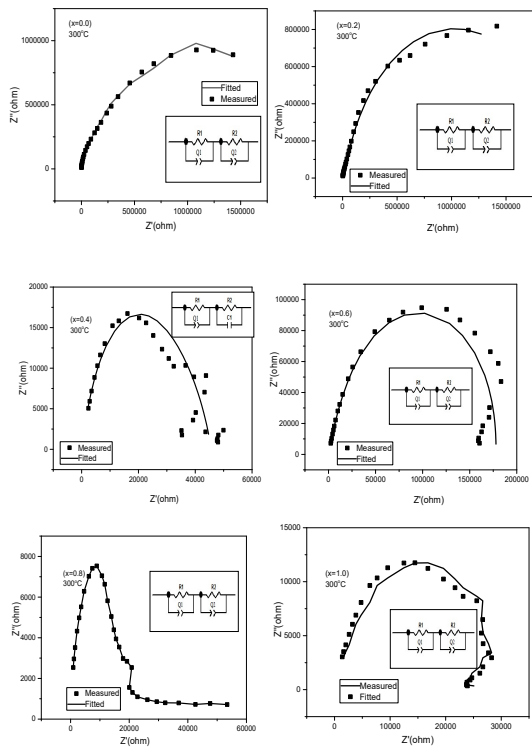 (x=0.0)
300°C
Z''(ohm)
1000000
500000
0
Fitted
Measured
R1 R2
Q1 Q2
0 500000 1000000 1500000
Z'(ohm)
(x=0.2)
300°C
Z''(ohm)
800000
600000
400000
200000
0
R1 R2
Q1 Q2
Measured
Fitted
0 500000 1000000 1500000
Z'(ohm)
(x=0.4)
300°C
Z''(ohm)
20000
15000
10000
5000
0
R1 R2
Q1 C1
Measured
Fitted
0 20000 40000 60000
Z'(ohm)
(x=0.6)
300°C
Z''(ohm)
100000
80000
60000
40000
20000
0
R1 R2
Q1 Q2
Measured
Fitted
0 50000 100000 150000 200000
Z'(ohm)
(x=0.8)
300°C
Z''(ohm)
8000
6000
4000
2000
0
R1 R2
Q1 Q2
Measured
Fitted
0 10000 20000 30000 40000 50000
Z'(ohm)
(x=1.0)
300°C
Z''(ohm)
15000
10000
5000
0
R1 R2
Q1 Q2
Measured
Fitted
0 10000 20000 30000
Z'(ohm)